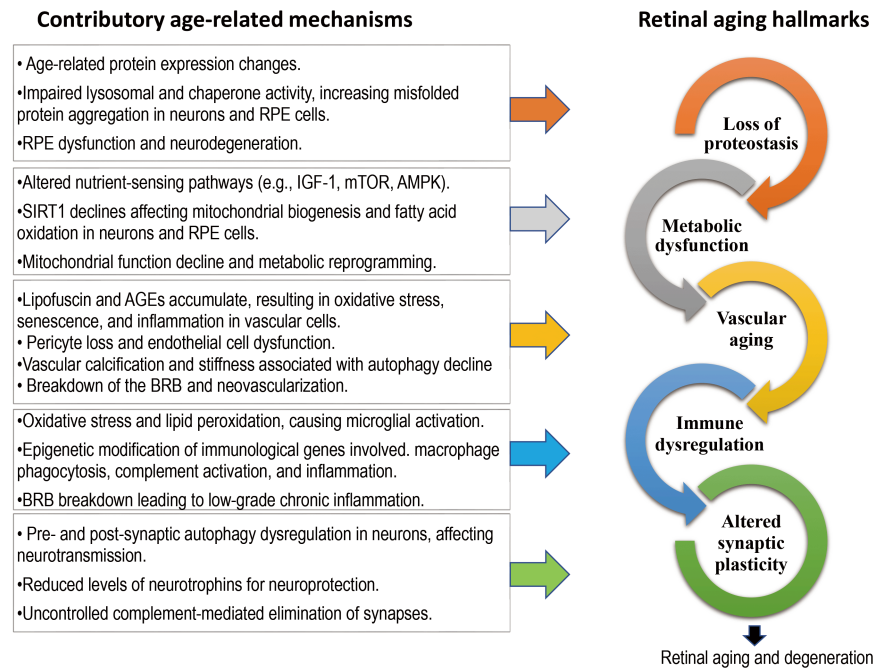 Contributory age-related mechanisms
Retinal aging hallmarks
• Age-related protein expression changes.
•Impaired lysosomal and chaperone activity, increasing misfolded
protein aggregation in neurons and RPE cells.
•RPE dysfunction and neurodegeneration.
Loss of
proteostasis
•Altered nutrient-sensing pathways (e.g., IGF-1, mTOR, AMPK).
•SIRT1 declines affecting mitochondrial biogenesis and fatty acid
oxidation in neurons and RPE cells.
•Mitochondrial function decline and metabolic reprogramming.
Metabolic
dysfunction
•Lipofuscin and AGEs accumulate, resulting in oxidative stress,
senescence, and inflammation in vascular cells.
• Pericyte loss and endothelial cell dysfunction.
•Vascular calcification and stiffness associated with autophagy decline
• Breakdown of the BRB and neovascularization.
Vascular
aging
•Oxidative stress and lipid peroxidation, causing microglial activation.
•Epigenetic modification of immunological genes involved. macrophage
phagocytosis, complement activation, and inflammation.
•BRB breakdown leading to low-grade chronic inflammation.
Immune
dysregulation
• Pre- and post-synaptic autophagy dysregulation in neurons, affecting
neurotransmission.
•Reduced levels of neurotrophins for neuroprotection.
•Uncontrolled complement-mediated elimination of synapses.
Altered
synaptic
plasticity
Retinal aging and degeneration